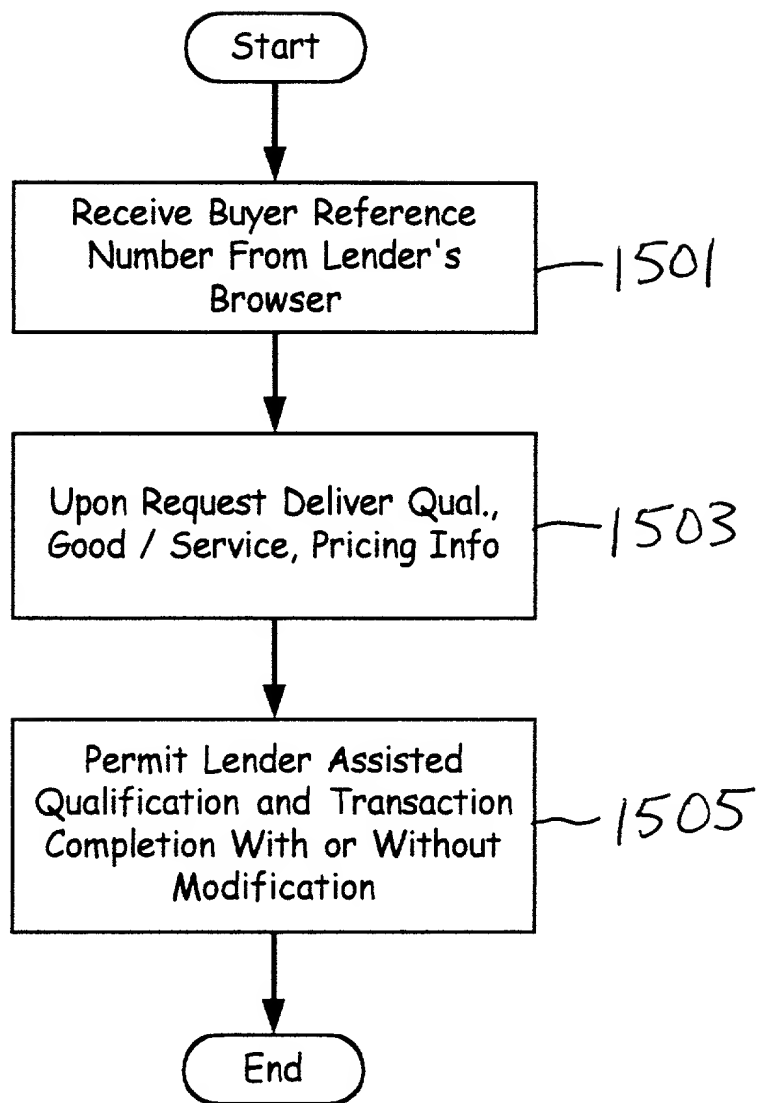 Start
Receive Buyer Reference
Number From Lender's
Browser
1501
Upon Request Deliver Qual.,
Good / Service, Pricing Info
1503
Permit Lender Assisted
Qualification and Transaction
Completion With or Without
Modification
1505
End